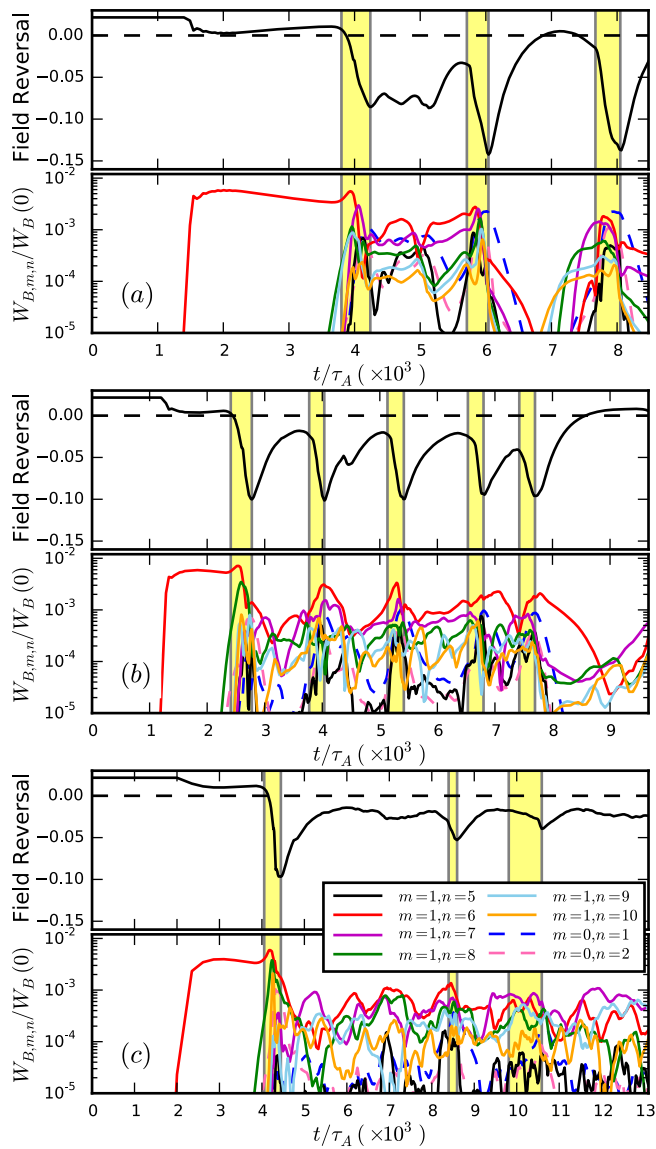 0.00
−0.05
−0.10
−0.15
Field Reversal
10⁻²
10⁻³
10⁻⁴
10⁻⁵
W_{B,m,n}/W_B(0)
(a)
0 1 2 3 4 5 6 7 8
t/τ_A (×10³)
0.00
−0.05
−0.10
−0.15
Field Reversal
10⁻²
10⁻³
10⁻⁴
10⁻⁵
W_{B,m,n}/W_B(0)
(b)
0 1 2 3 4 5 6 7 8 9
t/τ_A (×10³)
0.00
−0.05
−0.10
−0.15
Field Reversal
m=1,n=5
m=1,n=6
m=1,n=7
m=1,n=8
m=1,n=9
m=1,n=10
m=0,n=1
m=0,n=2
10⁻²
10⁻³
10⁻⁴
10⁻⁵
W_{B,m,n}/W_B(0)
(c)
0 1 2 3 4 5 6 7 8 9 10 11 12 13
t/τ_A (×10³)